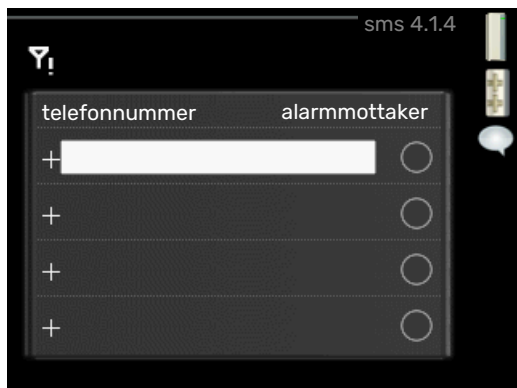 sms 4.1.4
telefonnummer alarmmottaker
+
+
+
+